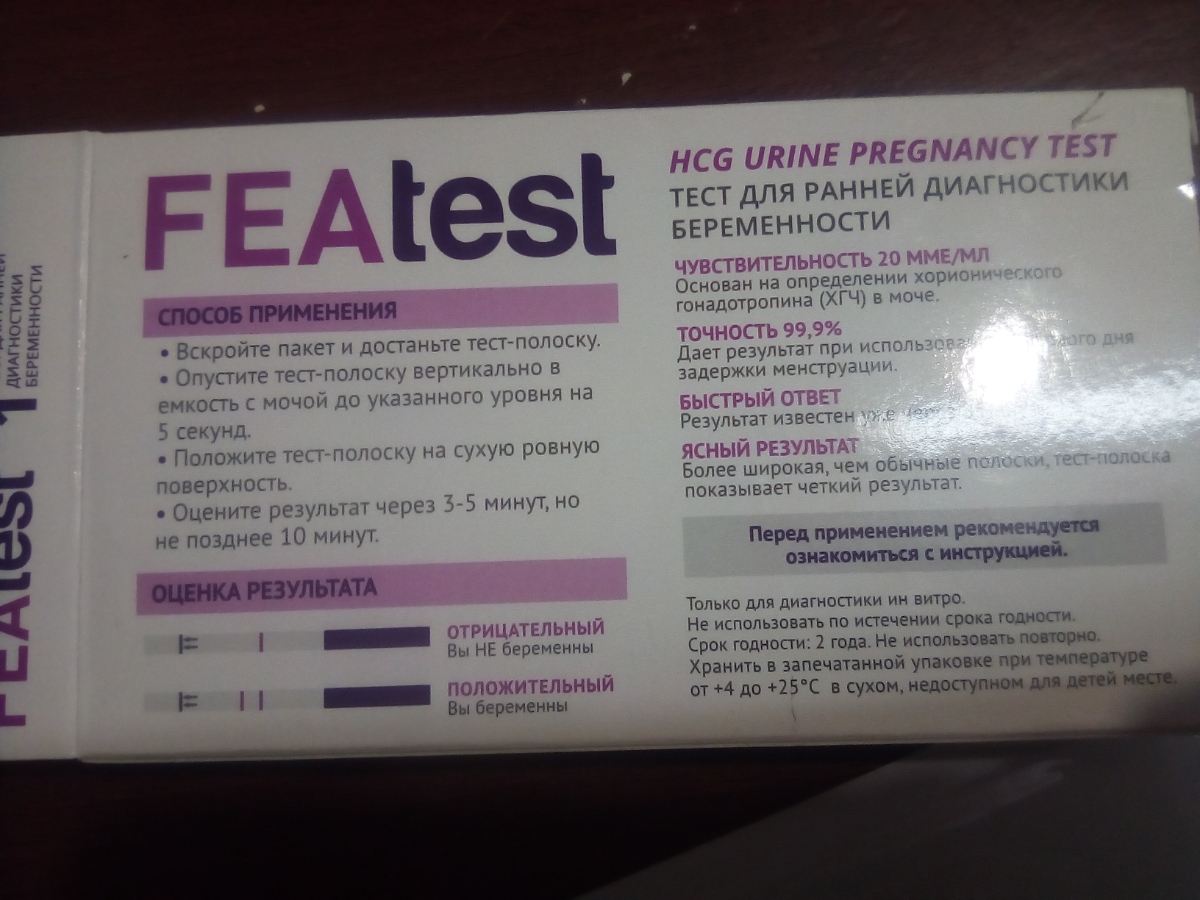 FEAtest
СПОСОБ ПРИМЕНЕНИЯ
• Вскройте пакет и достаньте тест-полоску.
• Опустите тест-полоску вертикально в
емкость с мочой до указанного уровня на
5 секунд.
• Положите тест-полоску на сухую ровную
поверхность.
• Оцените результат через 3-5 минут, но
не позднее 10 минут.
ОЦЕНКА РЕЗУЛЬТАТА
ОТРИЦАТЕЛЬНЫЙ
Вы НЕ беременны
ПОЛОЖИТЕЛЬНЫЙ
Вы беременны
HCG URINE PREGNANCY TEST
ТЕСТ ДЛЯ РАННЕЙ ДИАГНОСТИКИ
БЕРЕМЕННОСТИ
ЧУВСТВИТЕЛЬНОСТЬ 20 ММЕ/МЛ
Основан на определении хорионического
гонадотропина (ХГЧ) в моче.
ТОЧНОСТЬ 99,9%
Дает результат при дня
задержки менструации.
БЫСТРЫЙ ОТВЕТ
Результат известен уже
ЯСНЫЙ РЕЗУЛЬТАТ
Более широкая, чем обычные полоски, тест-полоска
показывает четкий результат.
Перед применением рекомендуется
ознакомиться с инструкцией.
Только для диагностики ин витро.
Не использовать по истечении срока годности.
Срок годности: 2 года. Не использовать повторно.
Хранить в запечатанной упаковке при температуре
от +4 до +25°C в сухом, недоступном для детей месте.
FEAtest 1
ДИАГНОСТИКИ
БЕРЕМЕННОСТИ